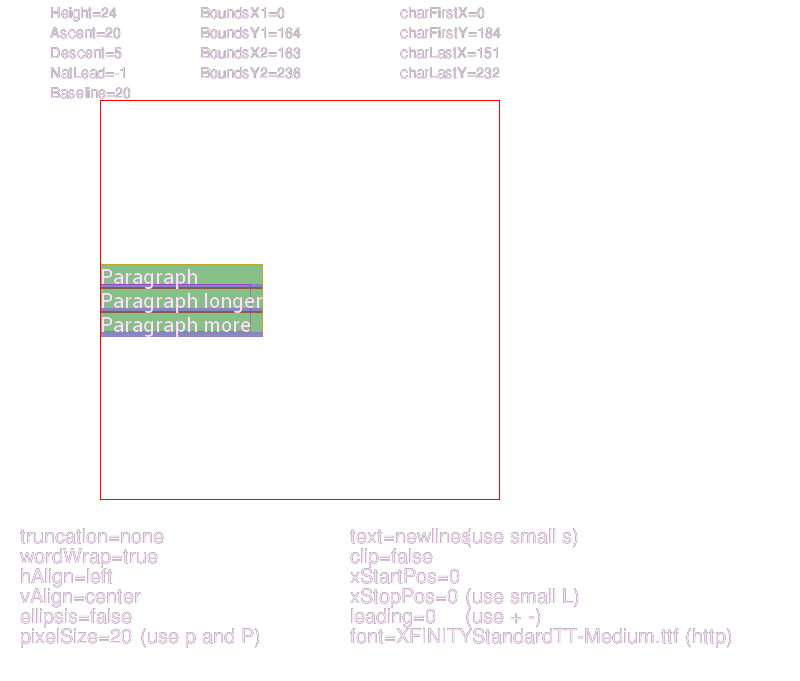 Height=24 BoundsX1=0 charFirstX=0
Ascent=20 BoundsY1=164 charFirstY=184
Descent=5 BoundsX2=163 charLastX=151
NatLead=-1 BoundsY2=236 charLastY=232
Baseline=20
Paragraph
Paragraph longer
Paragraph more
truncation=none text=newlines(use small s)
wordWrap=true clip=false
hAlign=left xStartPos=0
vAlign=center xStopPos=0 (use small L)
ellipsis=false leading=0 (use + -)
pixelSize=20 (use p and P) font=XFINITYStandardTT-Medium.ttf (http)